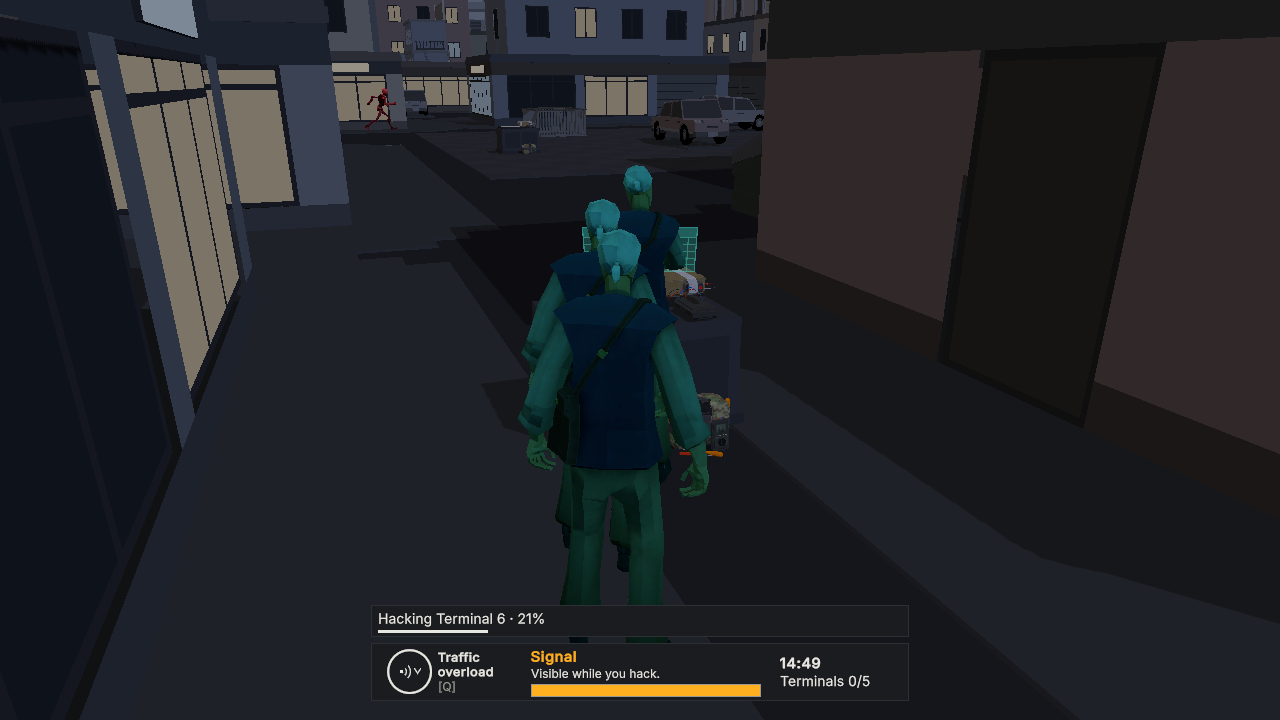 Hacking Terminal 6 · 21%
Traffic
overload
[Q]
Signal
Visible while you hack.
14:49
Terminals 0/5